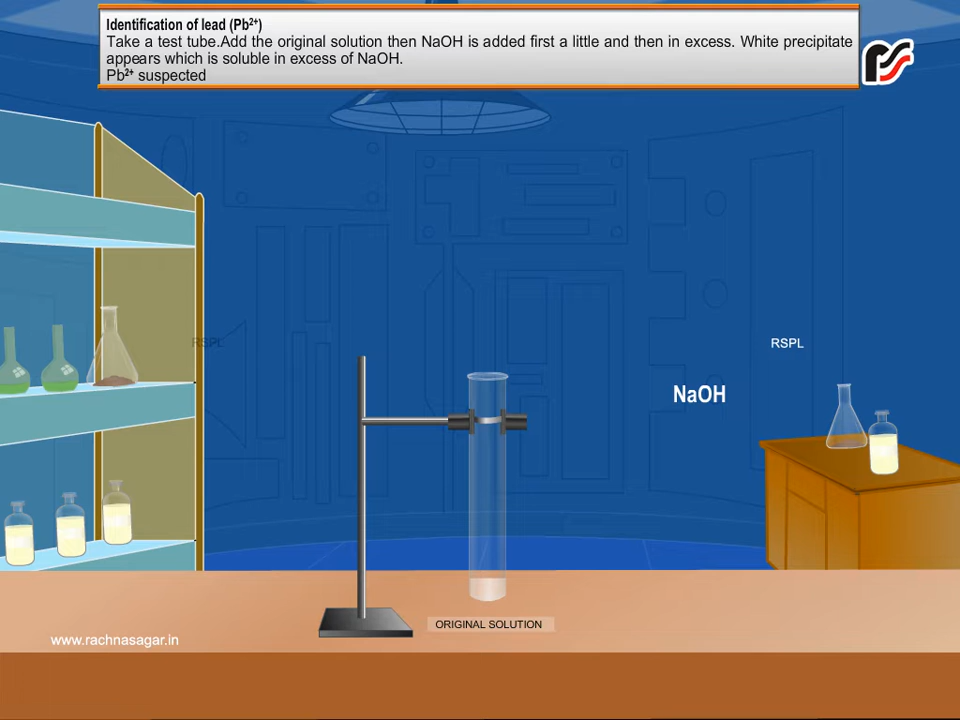 Identification of lead (Pb²⁺)
Take a test tube.Add the original solution then NaOH is added first a little and then in excess. White precipitate
appears which is soluble in excess of NaOH.
Pb²⁺ suspected
RSPL
RSPL
NaOH
ORIGINAL SOLUTION
www.rachnasagar.in